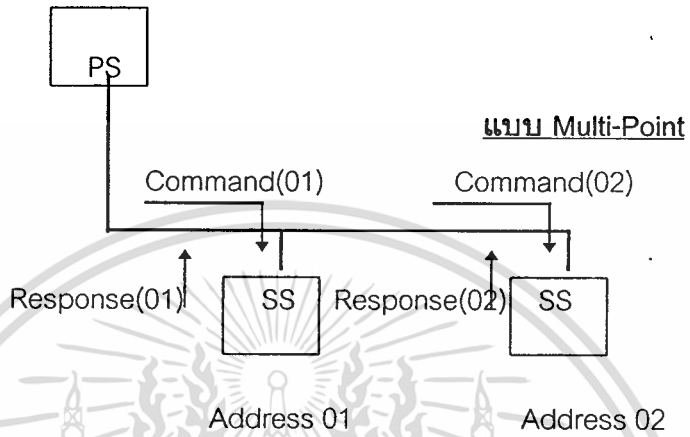 PS
แบบ Multi-Point
Command(01) Command(02)
Response(01) SS Response(02) SS
Address 01 Address 02